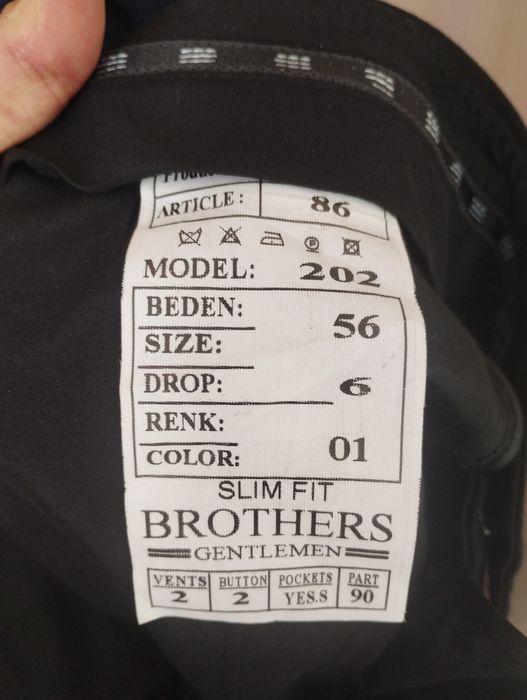 ARTICLE: 86
MODEL: 202
BEDEN:
SIZE: 56
DROP: 6
RENK:
COLOR: 01
SLIM FIT
BROTHERS
GENTLEMEN
VENTS BUTTON POCKETS PART
2 2 YES.S 90